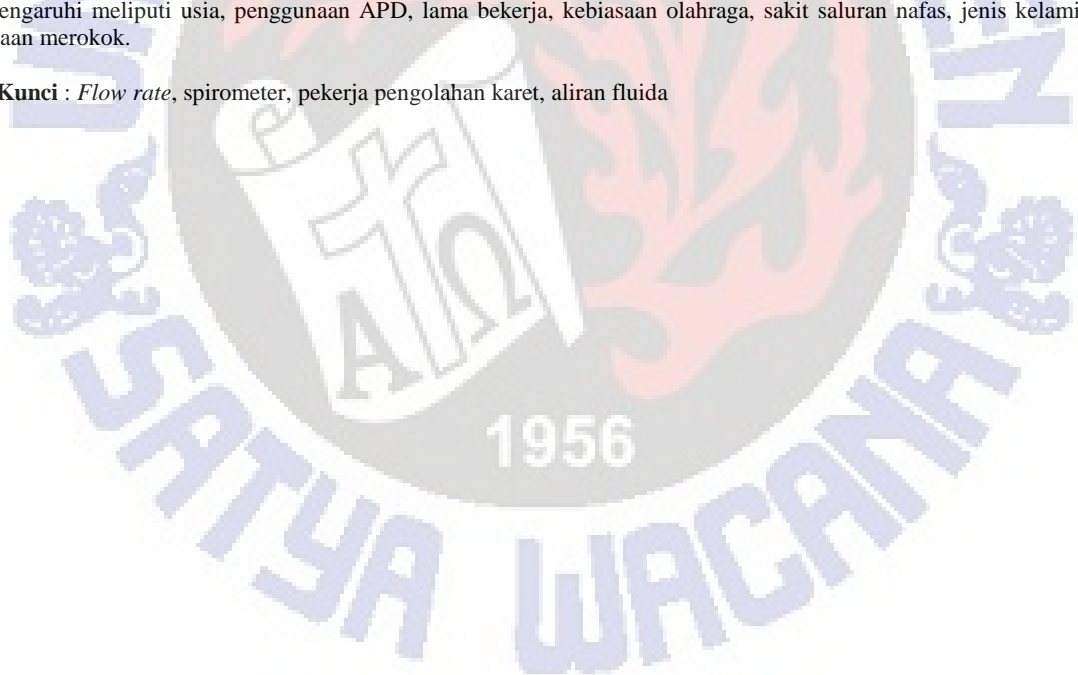 engaruhi meliputi usia, penggunaan APD, lama bekerja, kebiasaan olahraga, sakit saluran nafas, jenis kelami
aan merokok.
Kunci : Flow rate, spirometer, pekerja pengolahan karet, aliran fluida
Α Ω
1956
SATYA WACANA